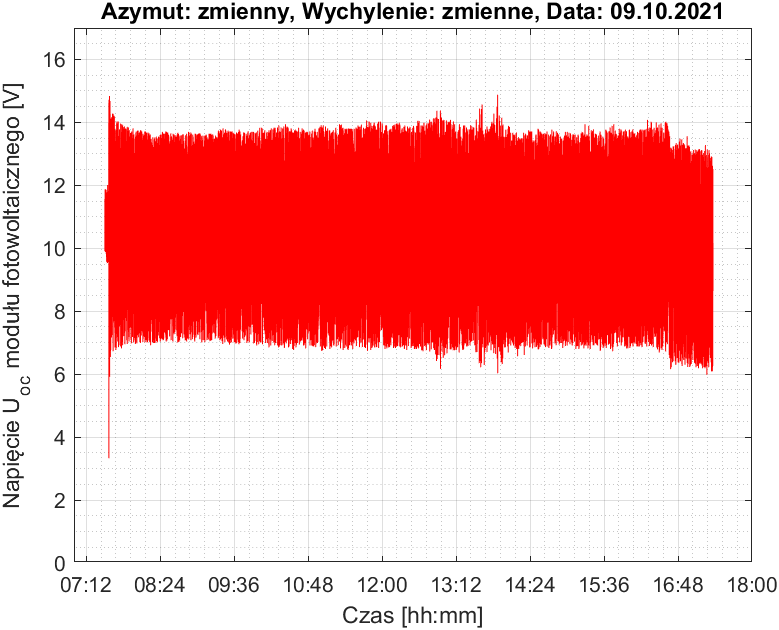 Azymut: zmienny, Wychylenie: zmienne, Data: 09.10.2021
Napięcie Uoc modułu fotowoltaicznego [V]
16
14
12
10
8
6
4
2
0
07:12 08:24 09:36 10:48 12:00 13:12 14:24 15:36 16:48 18:00
Czas [hh:mm]